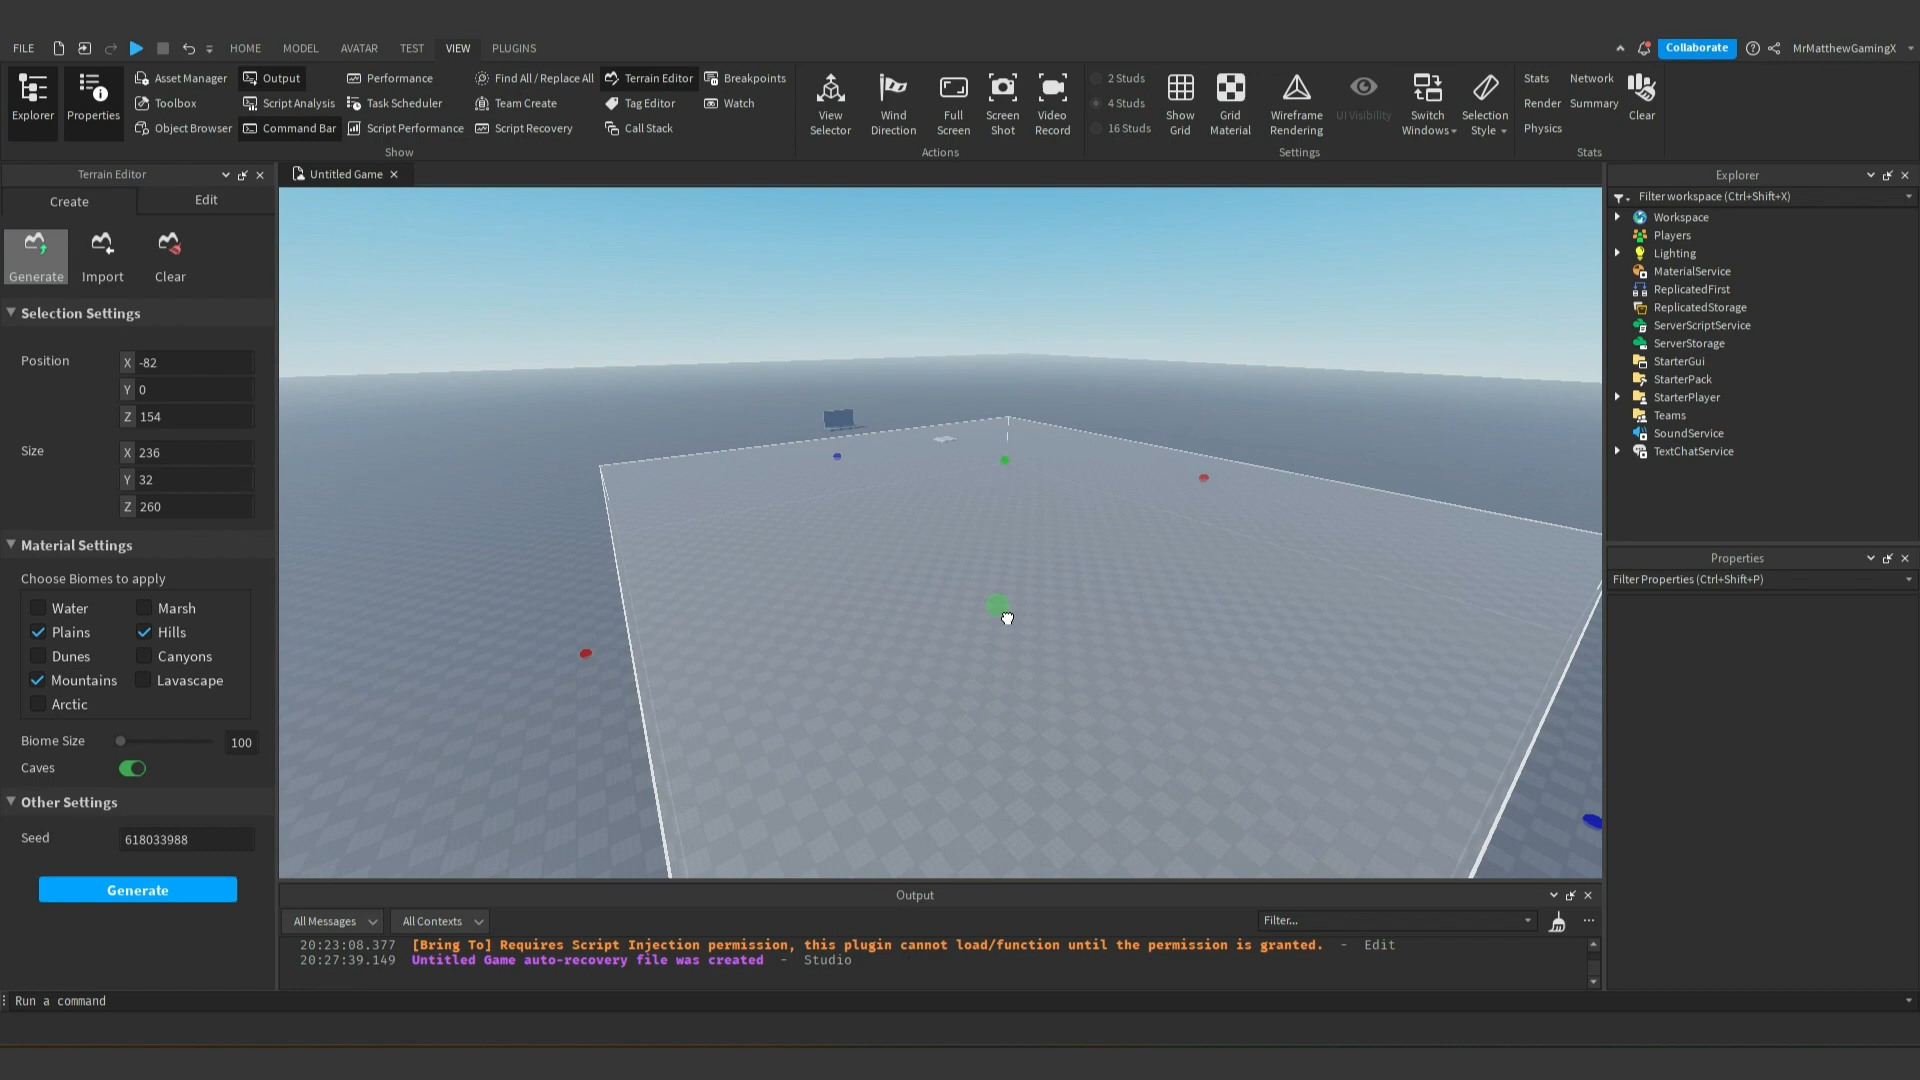 FILE HOME MODEL AVATAR TEST VIEW PLUGINS Collaborate MrMatthewGamingX
Explorer
Properties
Asset Manager
Toolbox
Object Browser
Output
Script Analysis
Command Bar
Performance
Task Scheduler
Script Performance
Find All / Replace All
Team Create
Script Recovery
Terrain Editor
Tag Editor
Call Stack
Breakpoints
Watch
Show
View
Selector
Wind
Direction
Full
Screen
Screen
Shot
Video
Record
Actions
2 Studs
4 Studs
16 Studs
Show
Grid
Grid
Material
Wireframe
Rendering
UI Visibility
Switch
Windows
Selection
Style
Settings
Stats Network
Render Summary
Physics
Clear
Stats
Terrain Editor
Create Edit
Generate Import Clear
Selection Settings
Position X -82
Y 0
Z 154
Size X 236
Y 32
Z 260
Material Settings
Choose Biomes to apply
Water Marsh
Plains Hills
Dunes Canyons
Mountains Lavascape
Arctic
Biome Size 100
Caves
Other Settings
Seed 618033988
Generate
Untitled Game
Output
All Messages All Contexts Filter...
20:23:08.377 [Bring To] Requires Script Injection permission, this plugin cannot load/function until the permission is granted. - Edit
20:27:39.149 Untitled Game auto-recovery file was created - Studio
Explorer
Filter workspace (Ctrl+Shift+X)
Workspace
Players
Lighting
MaterialService
ReplicatedFirst
ReplicatedStorage
ServerScriptService
ServerStorage
StarterGui
StarterPack
StarterPlayer
Teams
SoundService
TextChatService
Properties
Filter Properties (Ctrl+Shift+P)
Run a command